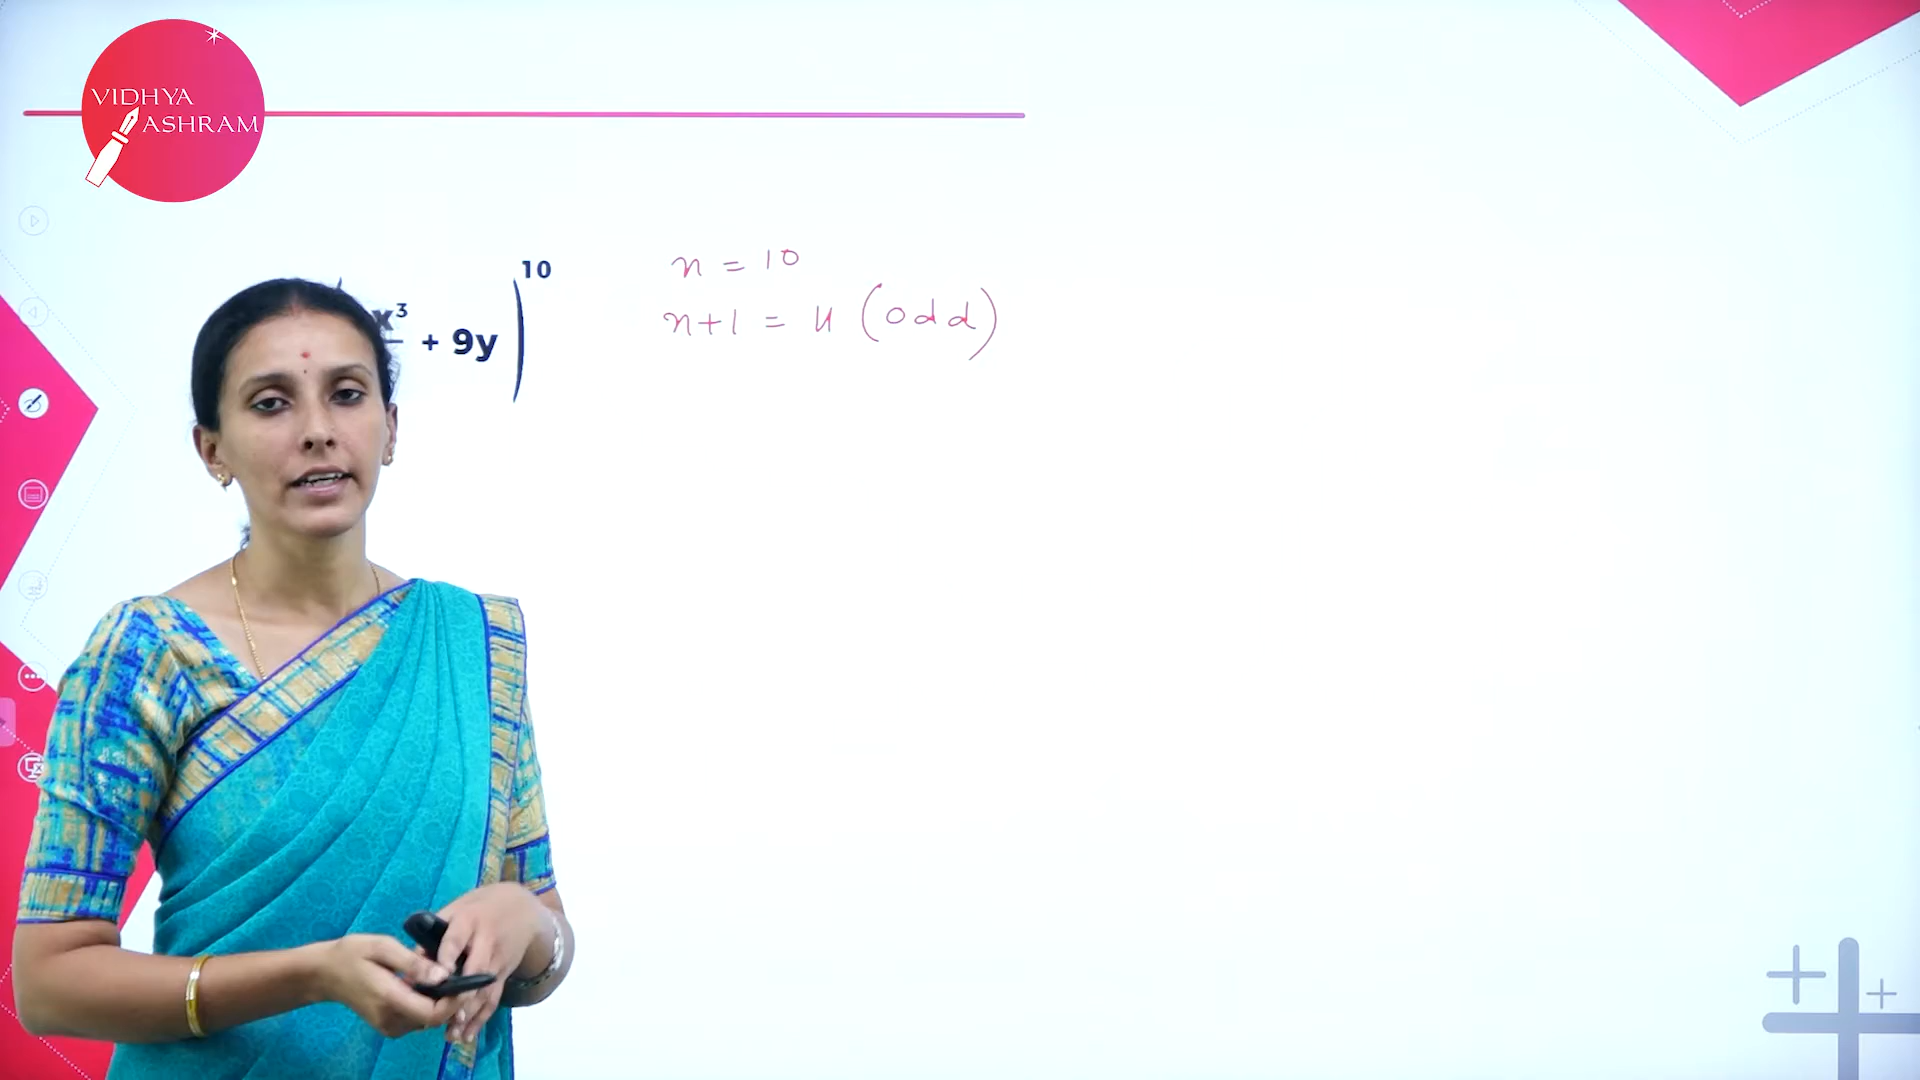 VIDHYA
ASHRAM
10
n = 10
x³
+ 9y
n+1 = 11 (odd)